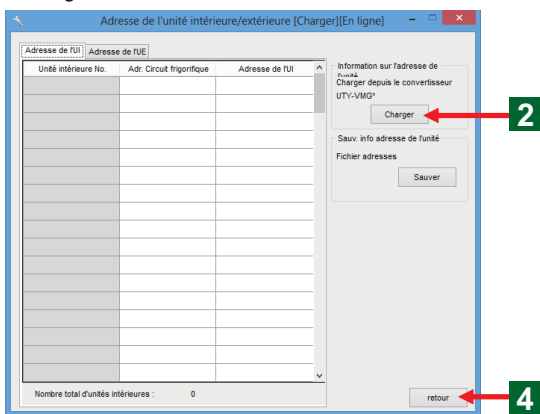 Adresse de l'unité intérieure/extérieure [Charger][En ligne]
Adresse de l'UI Adresse de l'UE
Unité intérieure No. Adr. Circuit frigorifique Adresse de l'UI
Information sur l'adresse de
l'unité
Charger depuis le convertisseur
UTY-VMG*
Charger
2
Sauv. info adresse de l'unité
Fichier adresses
Sauver
Nombre total d'unités intérieures : 0
retour
4